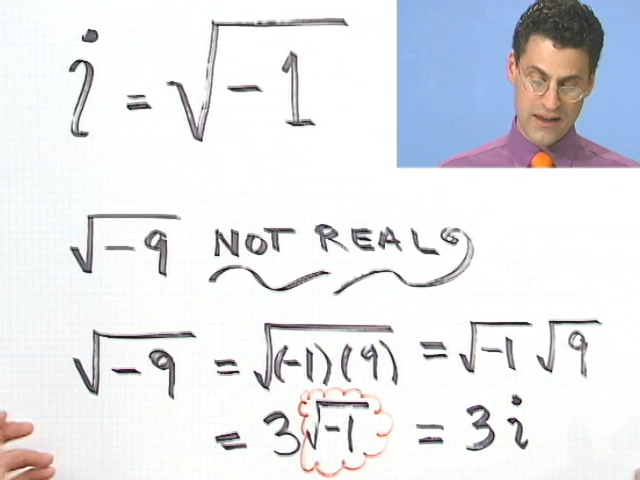 i = √-1
√-9 NOT REAL
√-9 = √(-1)(9) = √-1 √9
= 3√-1 = 3i